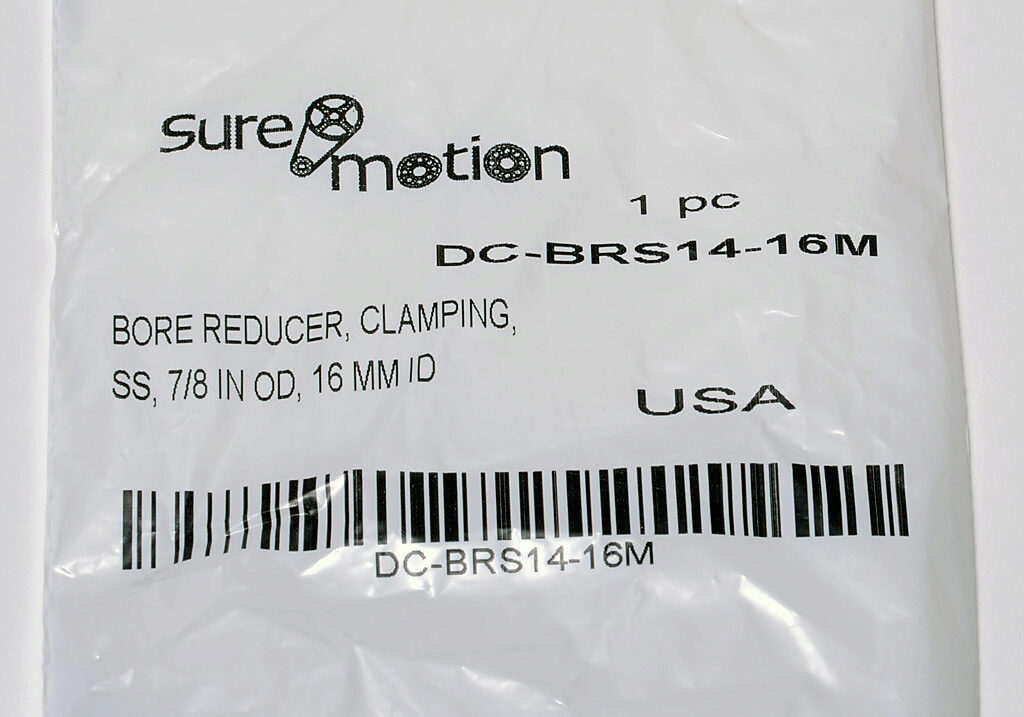 sure
motion
1 pc
DC-BRS14-16M
BORE REDUCER, CLAMPING,
SS, 7/8 IN OD, 16 MM ID
USA
DC-BRS14-16M